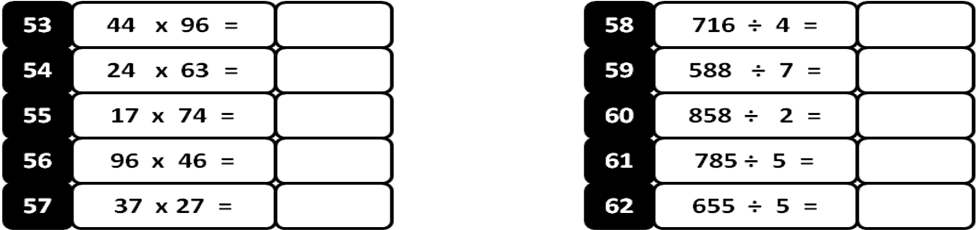 53 44 x 96 =
54 24 x 63 =
55 17 x 74 =
56 96 x 46 =
57 37 x 27 =
58 716 ÷ 4 =
59 588 ÷ 7 =
60 858 ÷ 2 =
61 785 ÷ 5 =
62 655 ÷ 5 =